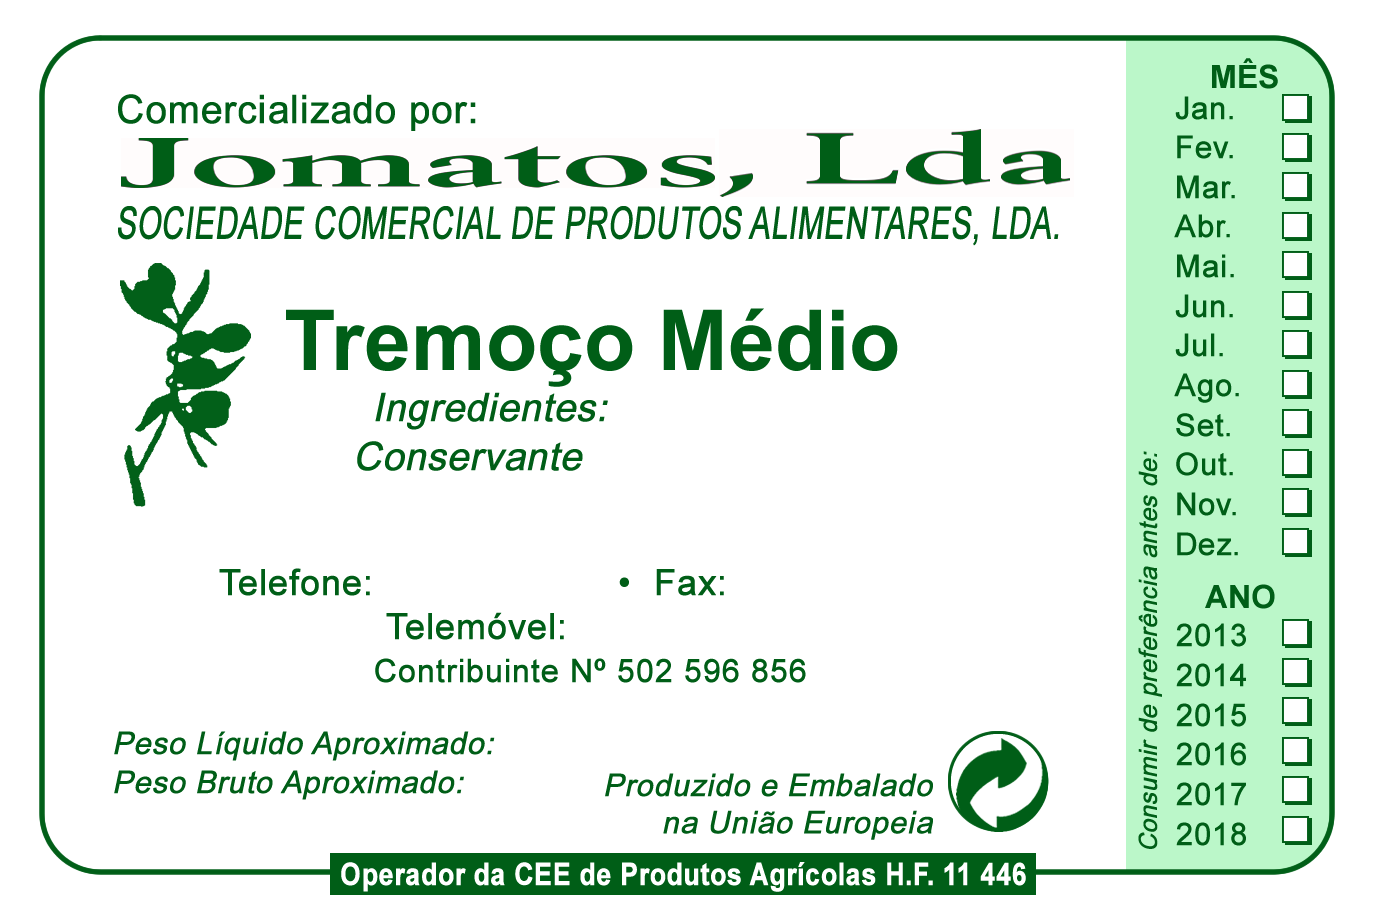 Comercializado por:
Jomatos, Lda
SOCIEDADE COMERCIAL DE PRODUTOS ALIMENTARES, LDA.
Tremoço Médio
Ingredientes:
Conservante
Telefone: • Fax:
Telemóvel:
Contribuinte Nº 502 596 856
Peso Líquido Aproximado:
Peso Bruto Aproximado:
Produzido e Embalado
na União Europeia
Operador da CEE de Produtos Agrícolas H.F. 11 446
Consumir de preferência antes de:
MÊS
Jan.
Fev.
Mar.
Abr.
Mai.
Jun.
Jul.
Ago.
Set.
Out.
Nov.
Dez.
ANO
2013
2014
2015
2016
2017
2018